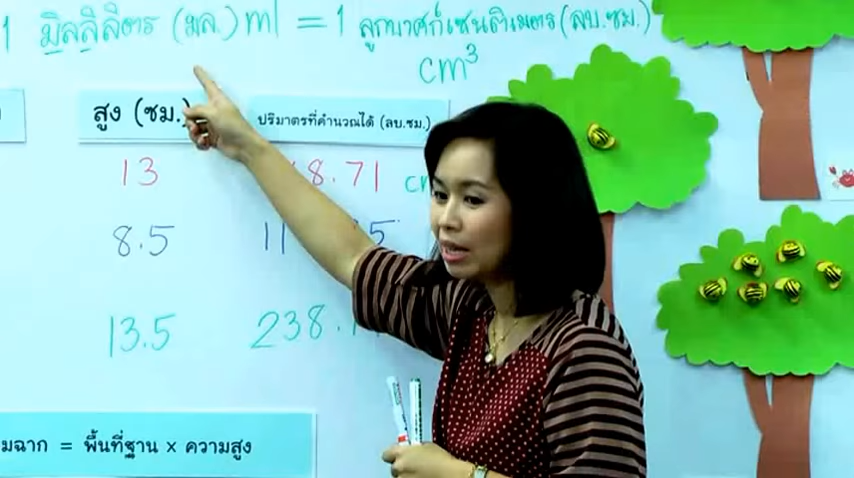 1 มิลลิลิตร (มล.) ml = 1 ลูกบาศก์เซนติเมตร (ลบ.ซม.)
cm³
สูง (ซม.) ปริมาตรที่คำนวณได้ (ลบ.ซม.)
13 8.71
8.5 11 5
13.5 238.
มฉาก = พื้นที่ฐาน x ความสูง